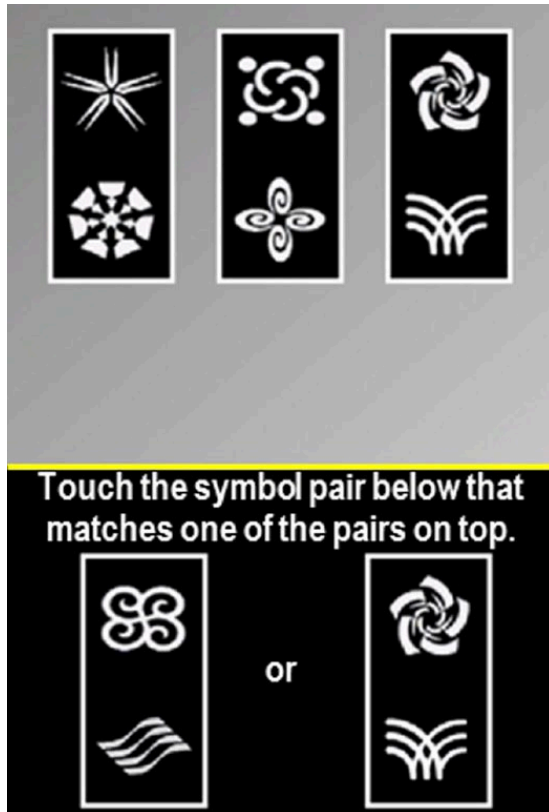 Touch the symbol pair below that
matches one of the pairs on top.
or